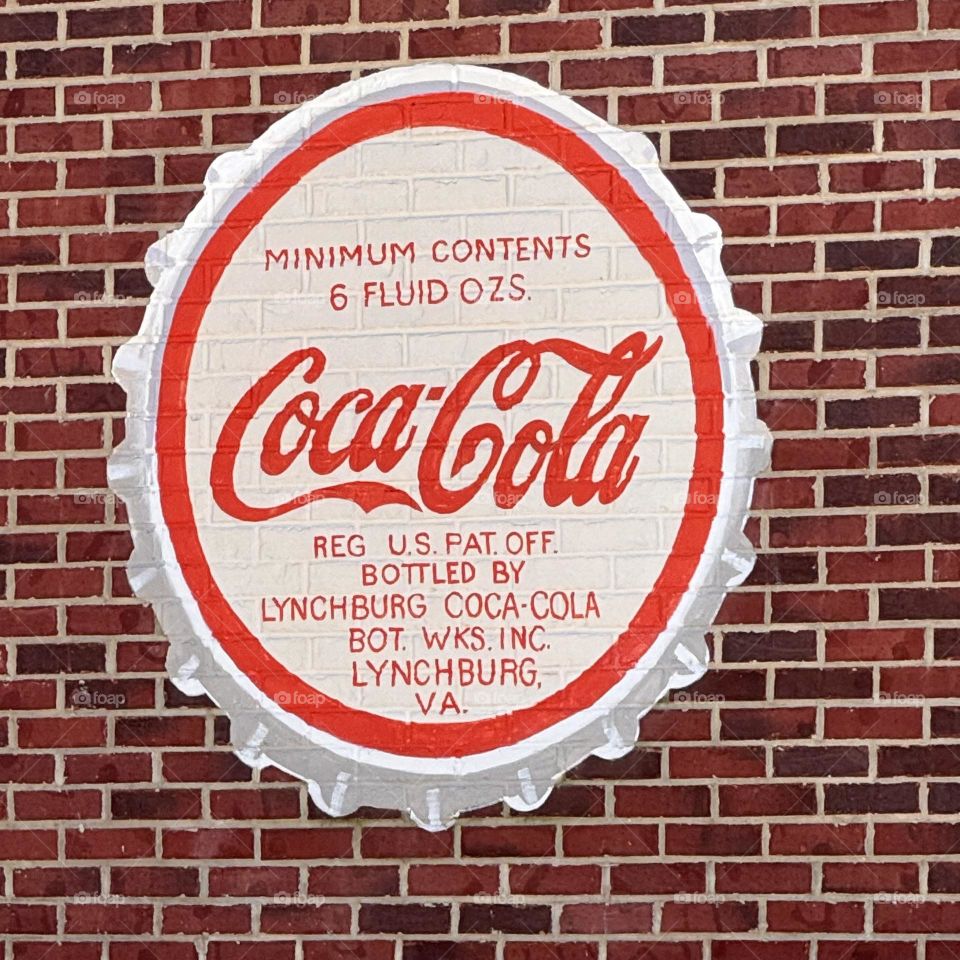 MINIMUM CONTENTS
6 FLUID OZS.
Coca-Cola
REG U.S. PAT. OFF.
BOTTLED BY
LYNCHBURG COCA-COLA
BOT. WKS. INC.
LYNCHBURG,
VA.
foap